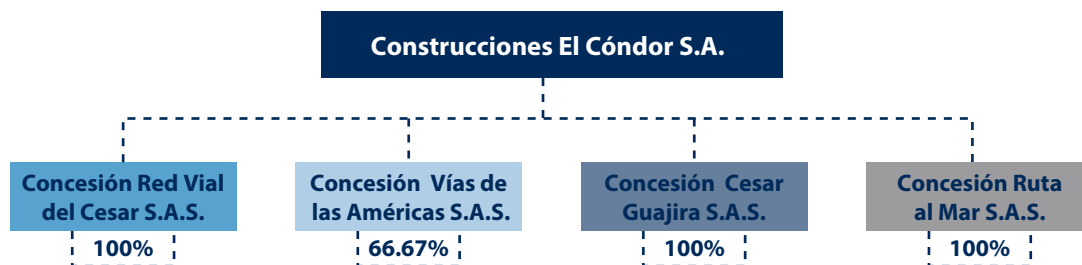 Construcciones El Cóndor S.A.
Concesión Red Vial
del Cesar S.A.S.
100%
Concesión Vías de
las Américas S.A.S.
66.67%
Concesión Cesar
Guajira S.A.S.
100%
Concesión Ruta
al Mar S.A.S.
100%